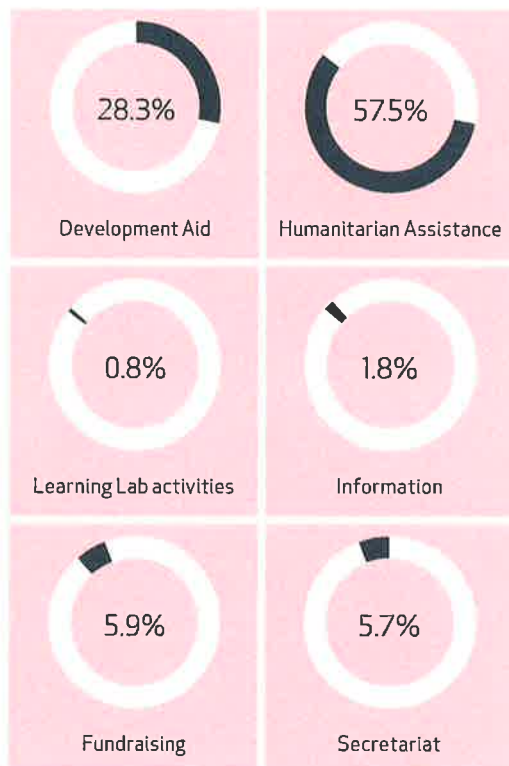 28.3%
Development Aid
57.5%
Humanitarian Assistance
0.8%
Learning Lab activities
1.8%
Information
5.9%
Fundraising
5.7%
Secretariat